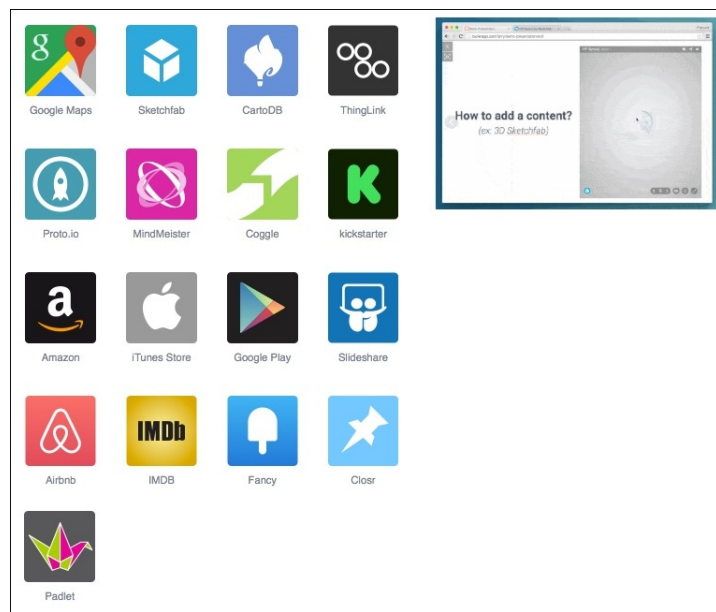 g
Google Maps
Sketchfab
CartoDB
ThingLink
Proto.io
MindMeister
Coggle
K
kickstarter
a
Amazon
iTunes Store
Google Play
Slideshare
Airbnb
IMDb
IMDB
Fancy
Closr
Padlet
How to add a content?
(ex: 3D Sketchfab)